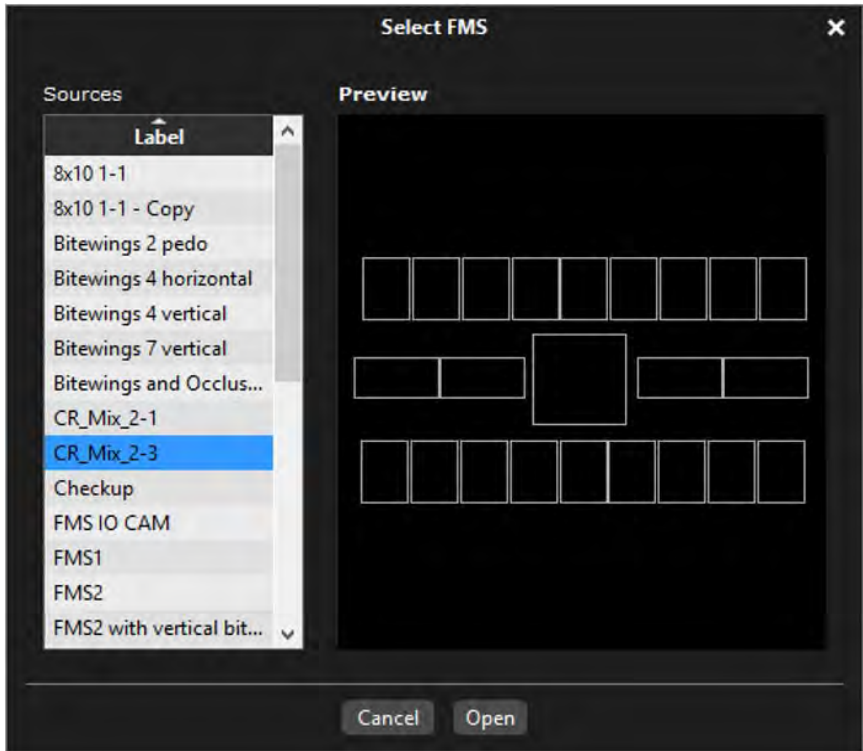 Select FMS
Sources
Preview
Label
8x10 1-1
8x10 1-1 - Copy
Bitewings 2 pedo
Bitewings 4 horizontal
Bitewings 4 vertical
Bitewings 7 vertical
Bitewings and Occlus...
CR_Mix_2-1
CR_Mix_2-3
Checkup
FMS IO CAM
FMS1
FMS2
FMS2 with vertical bit...
Cancel
Open